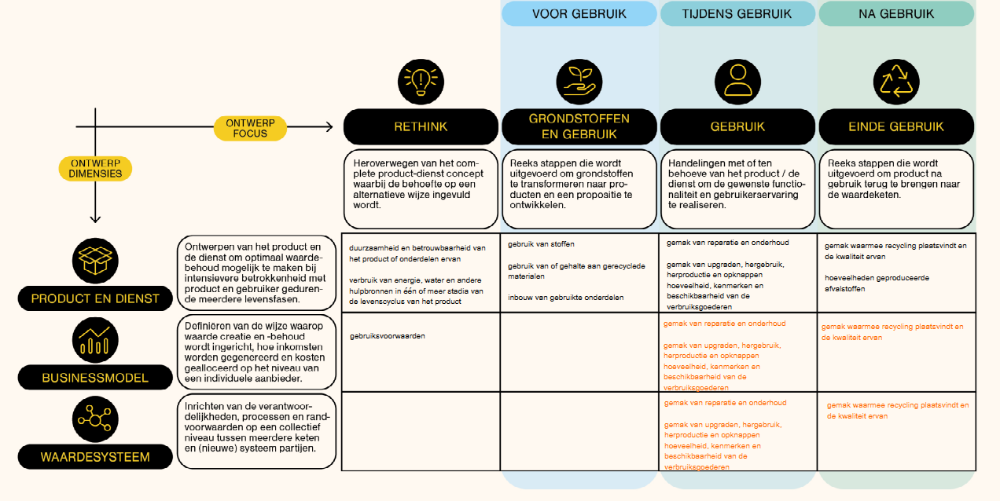 VOOR GEBRUIK
TIJDENS GEBRUIK
NA GEBRUIK
ONTWERP
FOCUS
RETHINK
GRONDSTOFFEN
EN GEBRUIK
GEBRUIK
EINDE GEBRUIK
ONTWERP
DIMENSIES
Heroverwegen van het com-
plete product-dienst concept
waarbij de behoefte op een
alternatieve wijze ingevuld
wordt.
Reeks stappen die wordt
uitgevoerd om grondstoffen
te transformeren naar pro-
ducten en een propositie te
ontwikkelen.
Handelingen met of ten
behoeve van het product / de
dienst om de gewenste functio-
naliteit en gebruikerservaring
te realiseren.
Reeks stappen die wordt
uitgevoerd om product na
gebruik terug te brengen naar
de waardeketen.
PRODUCT EN DIENST
Ontwerpen van het product en
de dienst om optimaal waarde-
behoud mogelijk te maken bij
intensievere betrokkenheid met
product en gebruiker geduren-
de meerdere levensfasen.
duurzaamheid en betrouwbaarheid van
het product of onderdelen ervan
verbruik van energie, water en andere
hulpbronnen in één of meer stadia van
de levenscyclus van het product
gebruik van stoffen
gebruik van of gehalte aan gerecyclede
materialen
inbouw van gebruikte onderdelen
gemak van reparatie en onderhoud
gemak van upgraden, hergebruik,
herproductie en opknappen
hoeveelheid, kenmerken en
beschikbaarheid van de
verbruiksgoederen
gemak waarmee recycling plaatsvindt en
de kwaliteit ervan
hoeveelheden geproduceerde
afvalstoffen
BUSINESSMODEL
Definiëren van de wijze waarop
waarde creatie en -behoud
wordt ingericht, hoe inkomsten
worden gegenereerd en kosten
gealloceerd op het niveau van
een individuele aanbieder.
gebruiksvoorwaarden
gemak van reparatie en onderhoud
gemak van upgraden, hergebruik,
herproductie en opknappen
hoeveelheid, kenmerken en
beschikbaarheid van de
verbruiksgoederen
gemak waarmee recycling plaatsvindt en
de kwaliteit ervan
WAARDESYSTEEM
Inrichten van de verantwoor-
delijkheden, processen en rand-
voorwaarden op een collectief
niveau tussen meerdere keten
en (nieuwe) systeem partijen.
gemak van reparatie en onderhoud
gemak van upgraden, hergebruik,
herproductie en opknappen
hoeveelheid, kenmerken en
beschikbaarheid van de
verbruiksgoederen
gemak waarmee recycling plaatsvindt en
de kwaliteit ervan